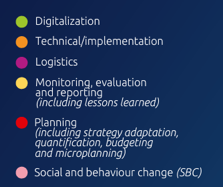 Digitalization
Technical/implementation
Logistics
Monitoring, evaluation
and reporting
(including lessons learned)
Planning
(including strategy adaptation,
quantification, budgeting
and microplanning)
Social and behaviour change (SBC)